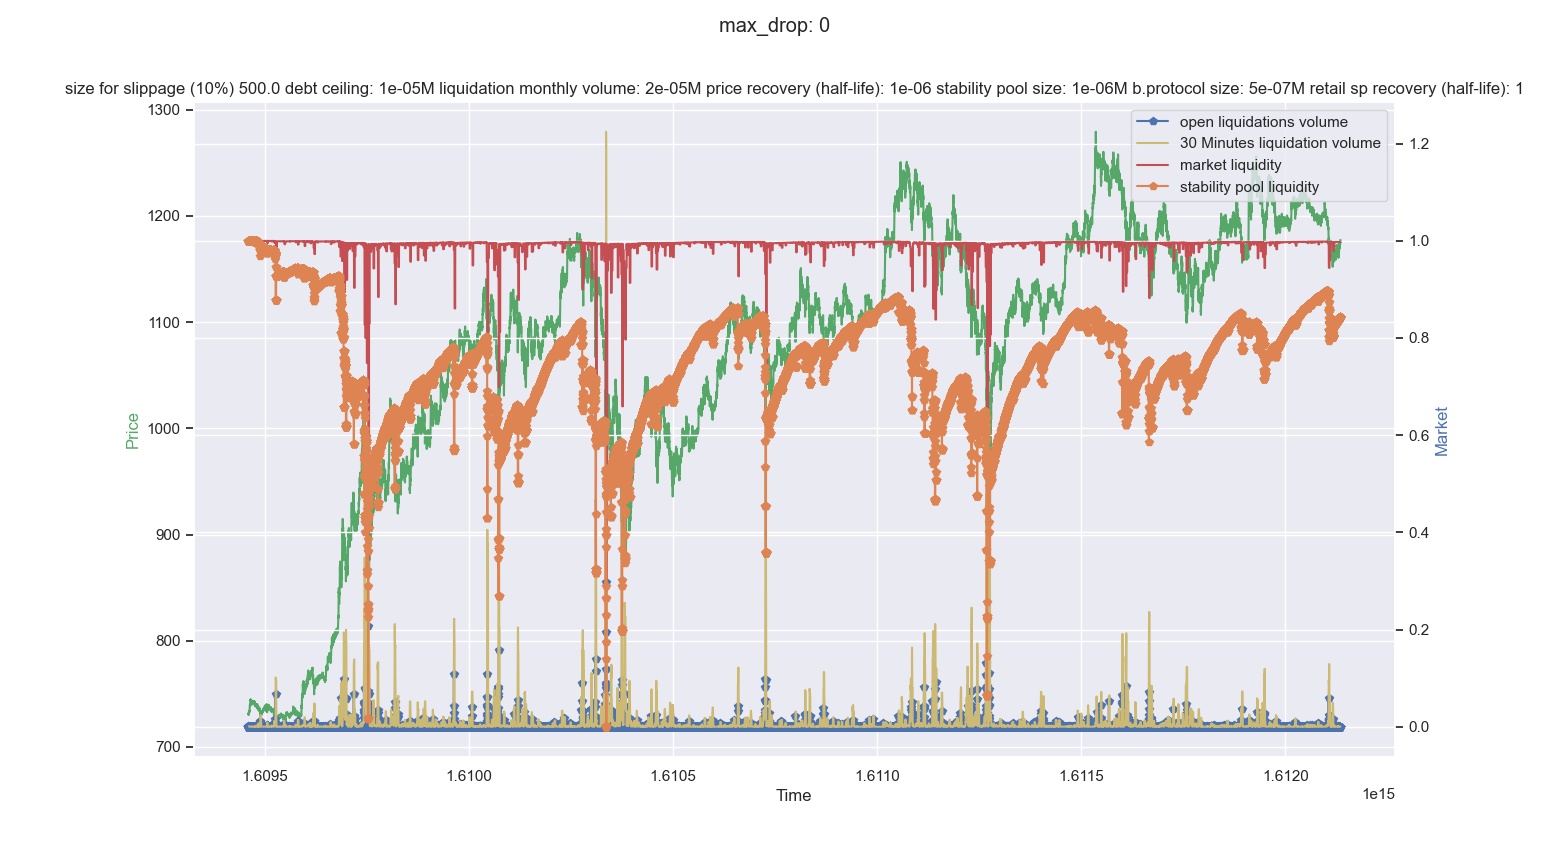 max_drop: 0
size for slippage (10%) 500.0 debt ceiling: 1e-05M liquidation monthly volume: 2e-05M price recovery (half-life): 1e-06 stability pool size: 1e-06M b.protocol size: 5e-07M retail sp recovery (half-life): 1
open liquidations volume
30 Minutes liquidation volume
market liquidity
stability pool liquidity
1300
1200
1100
1000
900
800
700
Price
1.2
1.0
0.8
0.6
0.4
0.2
0.0
Market
1.6095 1.6100 1.6105 1.6110 1.6115 1.6120
Time
1e15